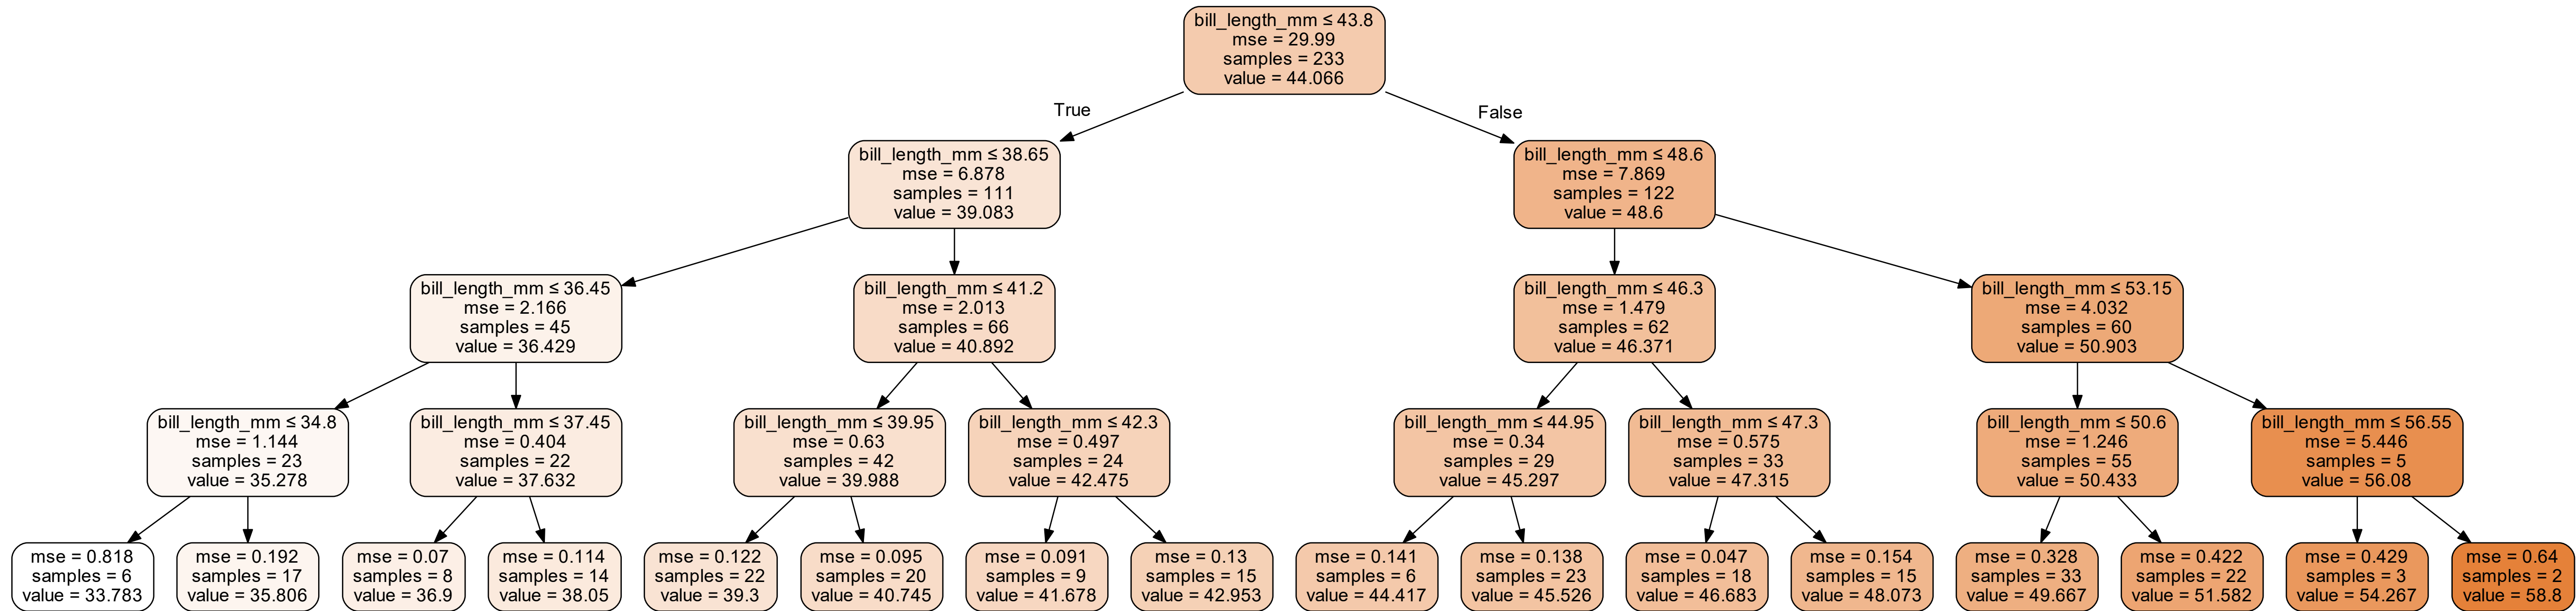 bill_length_mm ≤ 43.8
mse = 29.99
samples = 233
value = 44.066
True
False
bill_length_mm ≤ 38.65
mse = 6.878
samples = 111
value = 39.083
bill_length_mm ≤ 48.6
mse = 7.869
samples = 122
value = 48.6
bill_length_mm ≤ 36.45
mse = 2.166
samples = 45
value = 36.429
bill_length_mm ≤ 41.2
mse = 2.013
samples = 66
value = 40.892
bill_length_mm ≤ 46.3
mse = 1.479
samples = 62
value = 46.371
bill_length_mm ≤ 53.15
mse = 4.032
samples = 60
value = 50.903
bill_length_mm ≤ 34.8
mse = 1.144
samples = 23
value = 35.278
bill_length_mm ≤ 37.45
mse = 0.404
samples = 22
value = 37.632
bill_length_mm ≤ 39.95
mse = 0.63
samples = 42
value = 39.988
bill_length_mm ≤ 42.3
mse = 0.497
samples = 24
value = 42.475
bill_length_mm ≤ 44.95
mse = 0.34
samples = 29
value = 45.297
bill_length_mm ≤ 47.3
mse = 0.575
samples = 33
value = 47.315
bill_length_mm ≤ 50.6
mse = 1.246
samples = 55
value = 50.433
bill_length_mm ≤ 56.55
mse = 5.446
samples = 5
value = 56.08
mse = 0.818
samples = 6
value = 33.783
mse = 0.192
samples = 17
value = 35.806
mse = 0.07
samples = 8
value = 36.9
mse = 0.114
samples = 14
value = 38.05
mse = 0.122
samples = 22
value = 39.3
mse = 0.095
samples = 20
value = 40.745
mse = 0.091
samples = 9
value = 41.678
mse = 0.13
samples = 15
value = 42.953
mse = 0.141
samples = 6
value = 44.417
mse = 0.138
samples = 23
value = 45.526
mse = 0.047
samples = 18
value = 46.683
mse = 0.154
samples = 15
value = 48.073
mse = 0.328
samples = 33
value = 49.667
mse = 0.422
samples = 22
value = 51.582
mse = 0.429
samples = 3
value = 54.267
mse = 0.64
samples = 2
value = 58.8